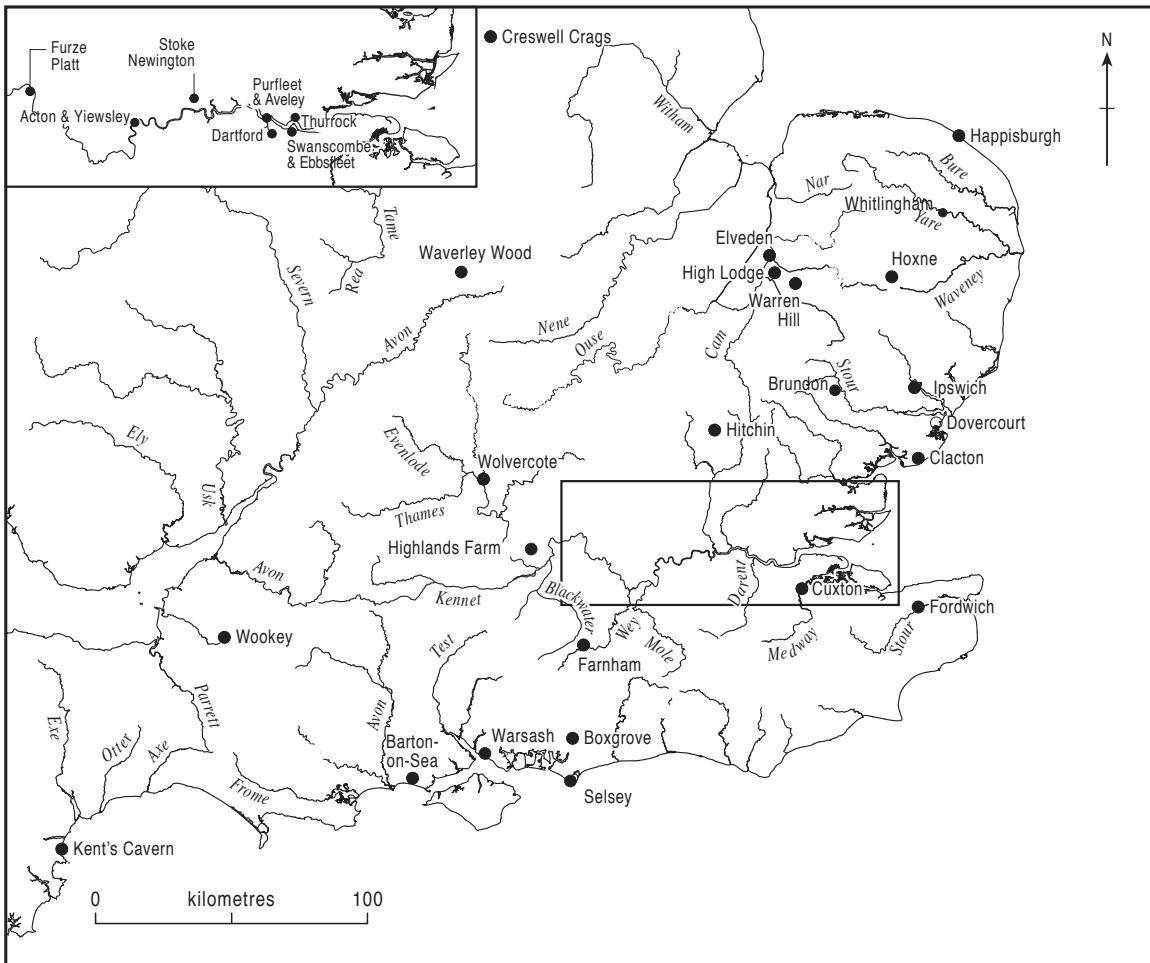 Furze
Platt
Stoke
Newington
Purfleet
& Aveley
Acton & Yiewsley
Thurrock
Dartford
Swanscombe
& Ebbsfleet
Creswell Crags
N
Witham
Happisburgh
Bure
Nar
Whitlingham
Yare
Tame
Elveden
Waverley Wood
Rea
Severn
High Lodge
Hoxne
Warren
Hill
Waveney
Avon
Nene
Ouse
Cam
Stour
Brundon
Ipswich
Dovercourt
Ely
Hitchin
Evenlode
Wolvercote
Clacton
Usk
Thames
Highlands Farm
Avon
Kennet
Blackwater
Darent
Cuxton
Fordwich
Wookey
Test
Wey
Mole
Medway
Stour
Farnham
Exe
Parrett
Otter
Axe
Avon
Barton-
on-Sea
Warsash
Boxgrove
Frome
Selsey
Kent's Cavern
0 kilometres 100